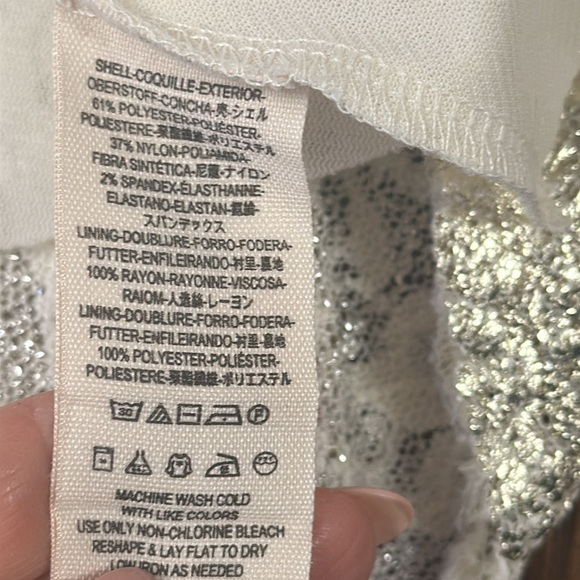 SHELL-COQUILLE-EXTERIOR-
OBERSTOFF-CONCHA-表-シェル
61% POLYESTER-POLIÉSTER-
POLIESTERE-聚酯纖維-ポリエステル
37% NYLON-POLIAMIDA-
FIBRA SINTÉTICA-尼龍-ナイロン
2% SPANDEX-ÉLASTHANNE-
ELASTANO-ELASTAN-
スパンデックス
LINING-DOUBLURE-FORRO-FODERA-
FUTTER-ENFILEIRANDO-衬里-裏地
100% RAYON-RAYONNE-VISCOSA-
RAIOM-人造絲-レーヨン
LINING-DOUBLURE-FORRO-FODERA-
FUTTER-ENFILEIRANDO-衬里-裏地
100% POLYESTER-POLIÉSTER-
POLIESTERE-聚酯纖維-ポリエステル
30 P
MACHINE WASH COLD
WITH LIKE COLORS
USE ONLY NON-CHLORINE BLEACH
RESHAPE & LAY FLAT TO DRY
LOW IRON AS NEEDED